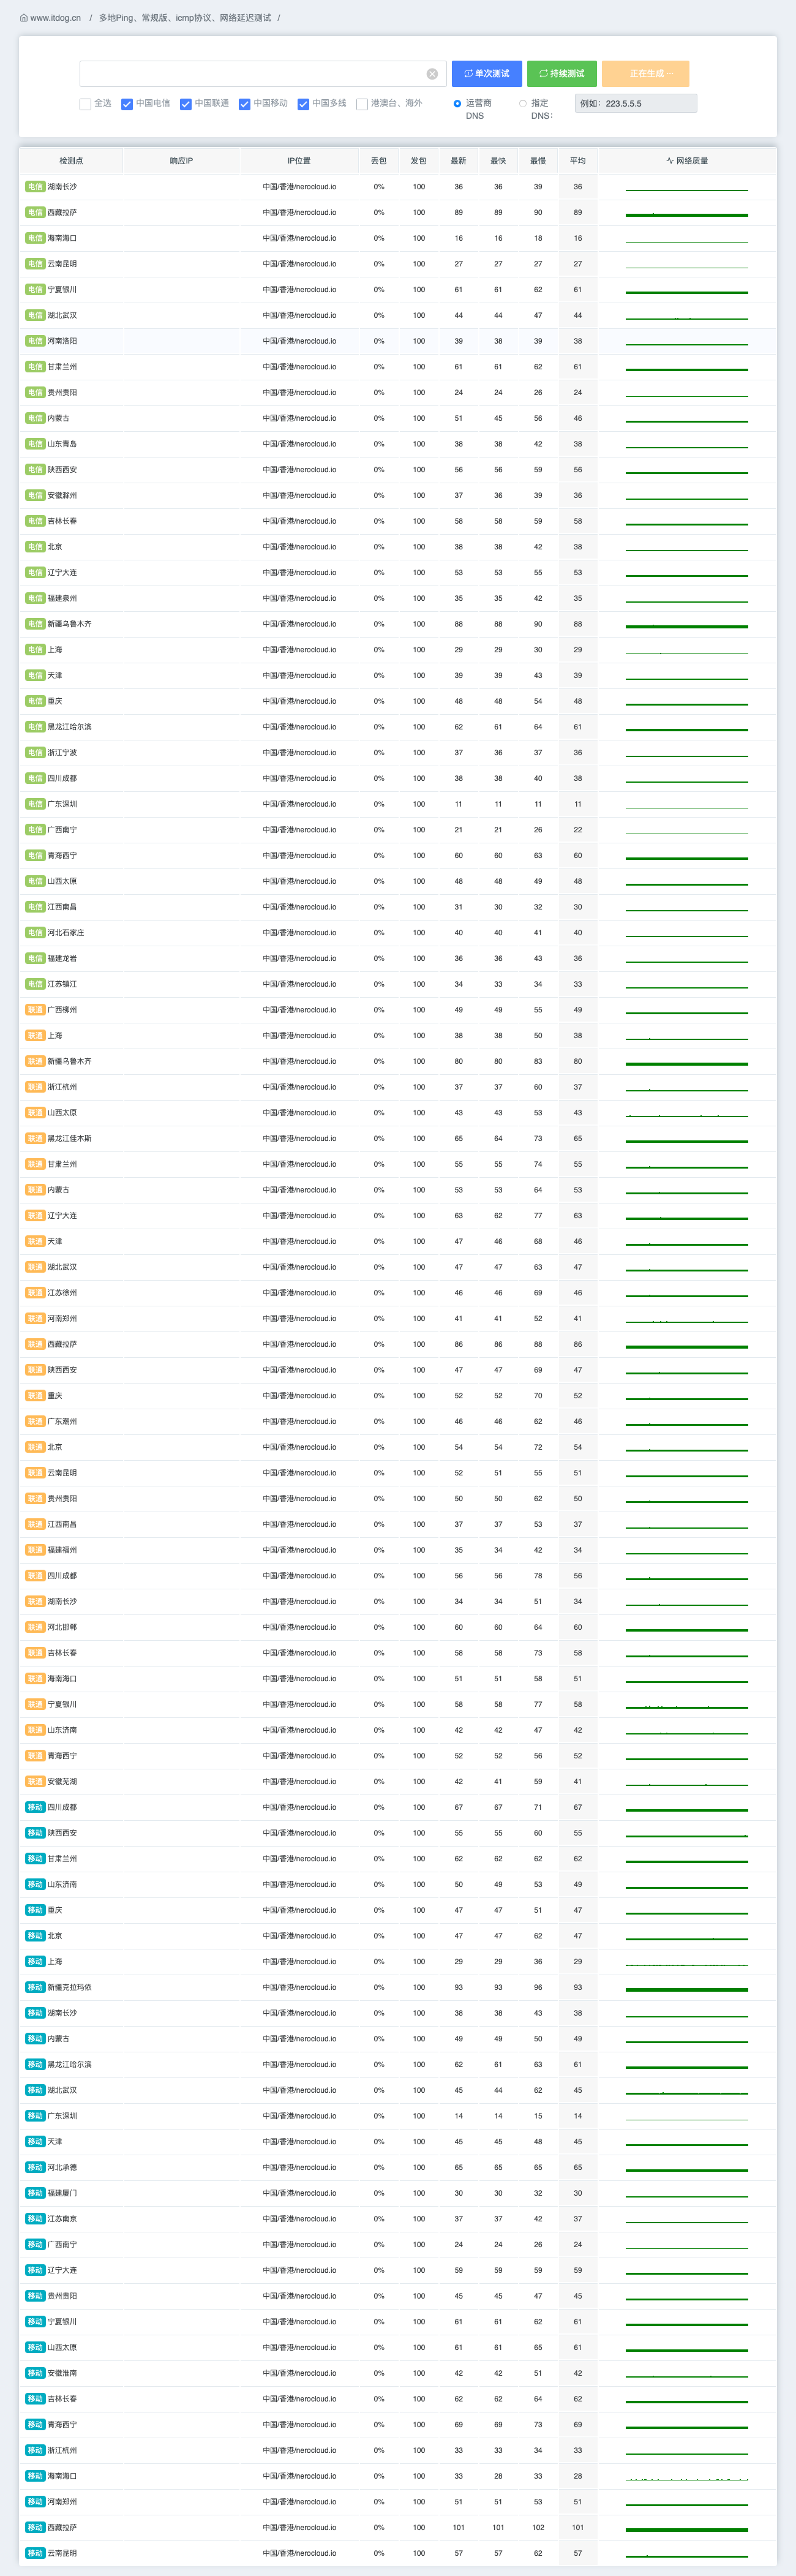 www.itdog.cn / 多地Ping、常规版、icmp协议、网络延迟测试 /
单次测试 持续测试 正在生成 ···
全选 中国电信 中国联通 中国移动 中国多线 港澳台、海外 运营商DNS 指定DNS: 例如：223.5.5.5
检测点 响应IP IP位置 丢包 发包 最新 最快 最慢 平均 网络质量
电信 湖南长沙 中国/香港/nerocloud.io 0% 100 36 36 39 36
电信 西藏拉萨 中国/香港/nerocloud.io 0% 100 89 89 90 89
电信 海南海口 中国/香港/nerocloud.io 0% 100 16 16 18 16
电信 云南昆明 中国/香港/nerocloud.io 0% 100 27 27 27 27
电信 宁夏银川 中国/香港/nerocloud.io 0% 100 61 61 62 61
电信 湖北武汉 中国/香港/nerocloud.io 0% 100 44 44 47 44
电信 河南洛阳 中国/香港/nerocloud.io 0% 100 39 38 39 38
电信 甘肃兰州 中国/香港/nerocloud.io 0% 100 61 61 62 61
电信 贵州贵阳 中国/香港/nerocloud.io 0% 100 24 24 26 24
电信 内蒙古 中国/香港/nerocloud.io 0% 100 51 45 56 46
电信 山东青岛 中国/香港/nerocloud.io 0% 100 38 38 42 38
电信 陕西西安 中国/香港/nerocloud.io 0% 100 56 56 59 56
电信 安徽滁州 中国/香港/nerocloud.io 0% 100 37 36 39 36
电信 吉林长春 中国/香港/nerocloud.io 0% 100 58 58 59 58
电信 北京 中国/香港/nerocloud.io 0% 100 38 38 42 38
电信 辽宁大连 中国/香港/nerocloud.io 0% 100 53 53 55 53
电信 福建泉州 中国/香港/nerocloud.io 0% 100 35 35 42 35
电信 新疆乌鲁木齐 中国/香港/nerocloud.io 0% 100 88 88 90 88
电信 上海 中国/香港/nerocloud.io 0% 100 29 29 30 29
电信 天津 中国/香港/nerocloud.io 0% 100 39 39 43 39
电信 重庆 中国/香港/nerocloud.io 0% 100 48 48 54 48
电信 黑龙江哈尔滨 中国/香港/nerocloud.io 0% 100 62 61 64 61
电信 浙江宁波 中国/香港/nerocloud.io 0% 100 37 36 37 36
电信 四川成都 中国/香港/nerocloud.io 0% 100 38 38 40 38
电信 广东深圳 中国/香港/nerocloud.io 0% 100 11 11 11 11
电信 广西南宁 中国/香港/nerocloud.io 0% 100 21 21 26 22
电信 青海西宁 中国/香港/nerocloud.io 0% 100 60 60 63 60
电信 山西太原 中国/香港/nerocloud.io 0% 100 48 48 49 48
电信 江西南昌 中国/香港/nerocloud.io 0% 100 31 30 32 30
电信 河北石家庄 中国/香港/nerocloud.io 0% 100 40 40 41 40
电信 福建龙岩 中国/香港/nerocloud.io 0% 100 36 36 43 36
电信 江苏镇江 中国/香港/nerocloud.io 0% 100 34 33 34 33
联通 广西柳州 中国/香港/nerocloud.io 0% 100 49 49 55 49
联通 上海 中国/香港/nerocloud.io 0% 100 38 38 50 38
联通 新疆乌鲁木齐 中国/香港/nerocloud.io 0% 100 80 80 83 80
联通 浙江杭州 中国/香港/nerocloud.io 0% 100 37 37 60 37
联通 山西太原 中国/香港/nerocloud.io 0% 100 43 43 53 43
联通 黑龙江佳木斯 中国/香港/nerocloud.io 0% 100 65 64 73 65
联通 甘肃兰州 中国/香港/nerocloud.io 0% 100 55 55 74 55
联通 内蒙古 中国/香港/nerocloud.io 0% 100 53 53 64 53
联通 辽宁大连 中国/香港/nerocloud.io 0% 100 63 62 77 63
联通 天津 中国/香港/nerocloud.io 0% 100 47 46 68 46
联通 湖北武汉 中国/香港/nerocloud.io 0% 100 47 47 63 47
联通 江苏徐州 中国/香港/nerocloud.io 0% 100 46 46 69 46
联通 河南郑州 中国/香港/nerocloud.io 0% 100 41 41 52 41
联通 西藏拉萨 中国/香港/nerocloud.io 0% 100 86 86 88 86
联通 陕西西安 中国/香港/nerocloud.io 0% 100 47 47 69 47
联通 重庆 中国/香港/nerocloud.io 0% 100 52 52 70 52
联通 广东潮州 中国/香港/nerocloud.io 0% 100 46 46 62 46
联通 北京 中国/香港/nerocloud.io 0% 100 54 54 72 54
联通 云南昆明 中国/香港/nerocloud.io 0% 100 52 51 55 51
联通 贵州贵阳 中国/香港/nerocloud.io 0% 100 50 50 62 50
联通 江西南昌 中国/香港/nerocloud.io 0% 100 37 37 53 37
联通 福建福州 中国/香港/nerocloud.io 0% 100 35 34 42 34
联通 四川成都 中国/香港/nerocloud.io 0% 100 56 56 78 56
联通 湖南长沙 中国/香港/nerocloud.io 0% 100 34 34 51 34
联通 河北邯郸 中国/香港/nerocloud.io 0% 100 60 60 64 60
联通 吉林长春 中国/香港/nerocloud.io 0% 100 58 58 73 58
联通 海南海口 中国/香港/nerocloud.io 0% 100 51 51 58 51
联通 宁夏银川 中国/香港/nerocloud.io 0% 100 58 58 77 58
联通 山东济南 中国/香港/nerocloud.io 0% 100 42 42 47 42
联通 青海西宁 中国/香港/nerocloud.io 0% 100 52 52 56 52
联通 安徽芜湖 中国/香港/nerocloud.io 0% 100 42 41 59 41
移动 四川成都 中国/香港/nerocloud.io 0% 100 67 67 71 67
移动 陕西西安 中国/香港/nerocloud.io 0% 100 55 55 60 55
移动 甘肃兰州 中国/香港/nerocloud.io 0% 100 62 62 62 62
移动 山东济南 中国/香港/nerocloud.io 0% 100 50 49 53 49
移动 重庆 中国/香港/nerocloud.io 0% 100 47 47 51 47
移动 北京 中国/香港/nerocloud.io 0% 100 47 47 62 47
移动 上海 中国/香港/nerocloud.io 0% 100 29 29 36 29
移动 新疆克拉玛依 中国/香港/nerocloud.io 0% 100 93 93 96 93
移动 湖南长沙 中国/香港/nerocloud.io 0% 100 38 38 43 38
移动 内蒙古 中国/香港/nerocloud.io 0% 100 49 49 50 49
移动 黑龙江哈尔滨 中国/香港/nerocloud.io 0% 100 62 61 63 61
移动 湖北武汉 中国/香港/nerocloud.io 0% 100 45 44 62 45
移动 广东深圳 中国/香港/nerocloud.io 0% 100 14 14 15 14
移动 天津 中国/香港/nerocloud.io 0% 100 45 45 48 45
移动 河北承德 中国/香港/nerocloud.io 0% 100 65 65 65 65
移动 福建厦门 中国/香港/nerocloud.io 0% 100 30 30 32 30
移动 江苏南京 中国/香港/nerocloud.io 0% 100 37 37 42 37
移动 广西南宁 中国/香港/nerocloud.io 0% 100 24 24 26 24
移动 辽宁大连 中国/香港/nerocloud.io 0% 100 59 59 59 59
移动 贵州贵阳 中国/香港/nerocloud.io 0% 100 45 45 47 45
移动 宁夏银川 中国/香港/nerocloud.io 0% 100 61 61 62 61
移动 山西太原 中国/香港/nerocloud.io 0% 100 61 61 65 61
移动 安徽淮南 中国/香港/nerocloud.io 0% 100 42 42 51 42
移动 吉林长春 中国/香港/nerocloud.io 0% 100 62 62 64 62
移动 青海西宁 中国/香港/nerocloud.io 0% 100 69 69 73 69
移动 浙江杭州 中国/香港/nerocloud.io 0% 100 33 33 34 33
移动 海南海口 中国/香港/nerocloud.io 0% 100 33 28 33 28
移动 河南郑州 中国/香港/nerocloud.io 0% 100 51 51 53 51
移动 西藏拉萨 中国/香港/nerocloud.io 0% 100 101 101 102 101
移动 云南昆明 中国/香港/nerocloud.io 0% 100 57 57 62 57